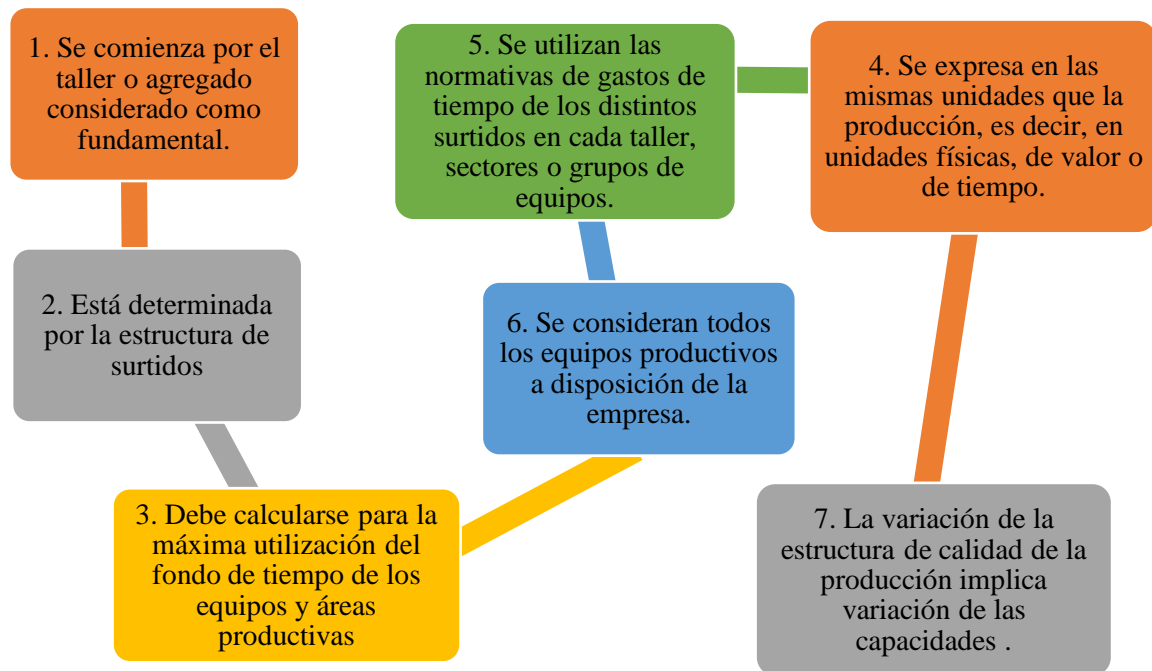 1. Se comienza por el
taller o agregado
considerado como
fundamental.
2. Está determinada
por la estructura de
surtidos
3. Debe calcularse para la
máxima utilización del
fondo de tiempo de los
equipos y áreas
productivas
4. Se expresa en las
mismas unidades que la
producción, es decir, en
unidades físicas, de valor o
de tiempo.
5. Se utilizan las
normativas de gastos de
tiempo de los distintos
surtidos en cada taller,
sectores o grupos de
equipos.
6. Se consideran todos
los equipos productivos
a disposición de la
empresa.
7. La variación de la
estructura de calidad de la
producción implica
variación de las
capacidades .